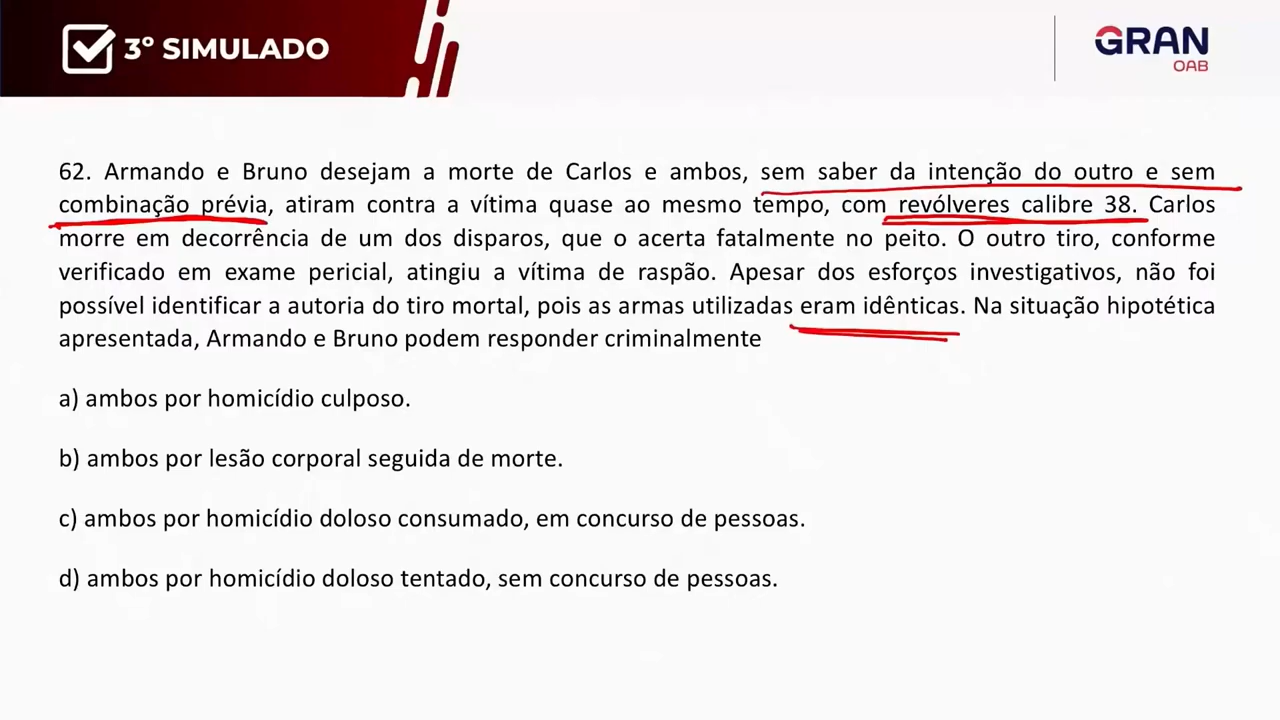 3º SIMULADO
GRAN
OAB
62. Armando e Bruno desejam a morte de Carlos e ambos, sem saber da intenção do outro e sem
combinação prévia, atiram contra a vítima quase ao mesmo tempo, com revólveres calibre 38. Carlos
morre em decorrência de um dos disparos, que o acerta fatalmente no peito. O outro tiro, conforme
verificado em exame pericial, atingiu a vítima de raspão. Apesar dos esforços investigativos, não foi
possível identificar a autoria do tiro mortal, pois as armas utilizadas eram idênticas. Na situação hipotética
apresentada, Armando e Bruno podem responder criminalmente
a) ambos por homicídio culposo.
b) ambos por lesão corporal seguida de morte.
c) ambos por homicídio doloso consumado, em concurso de pessoas.
d) ambos por homicídio doloso tentado, sem concurso de pessoas.